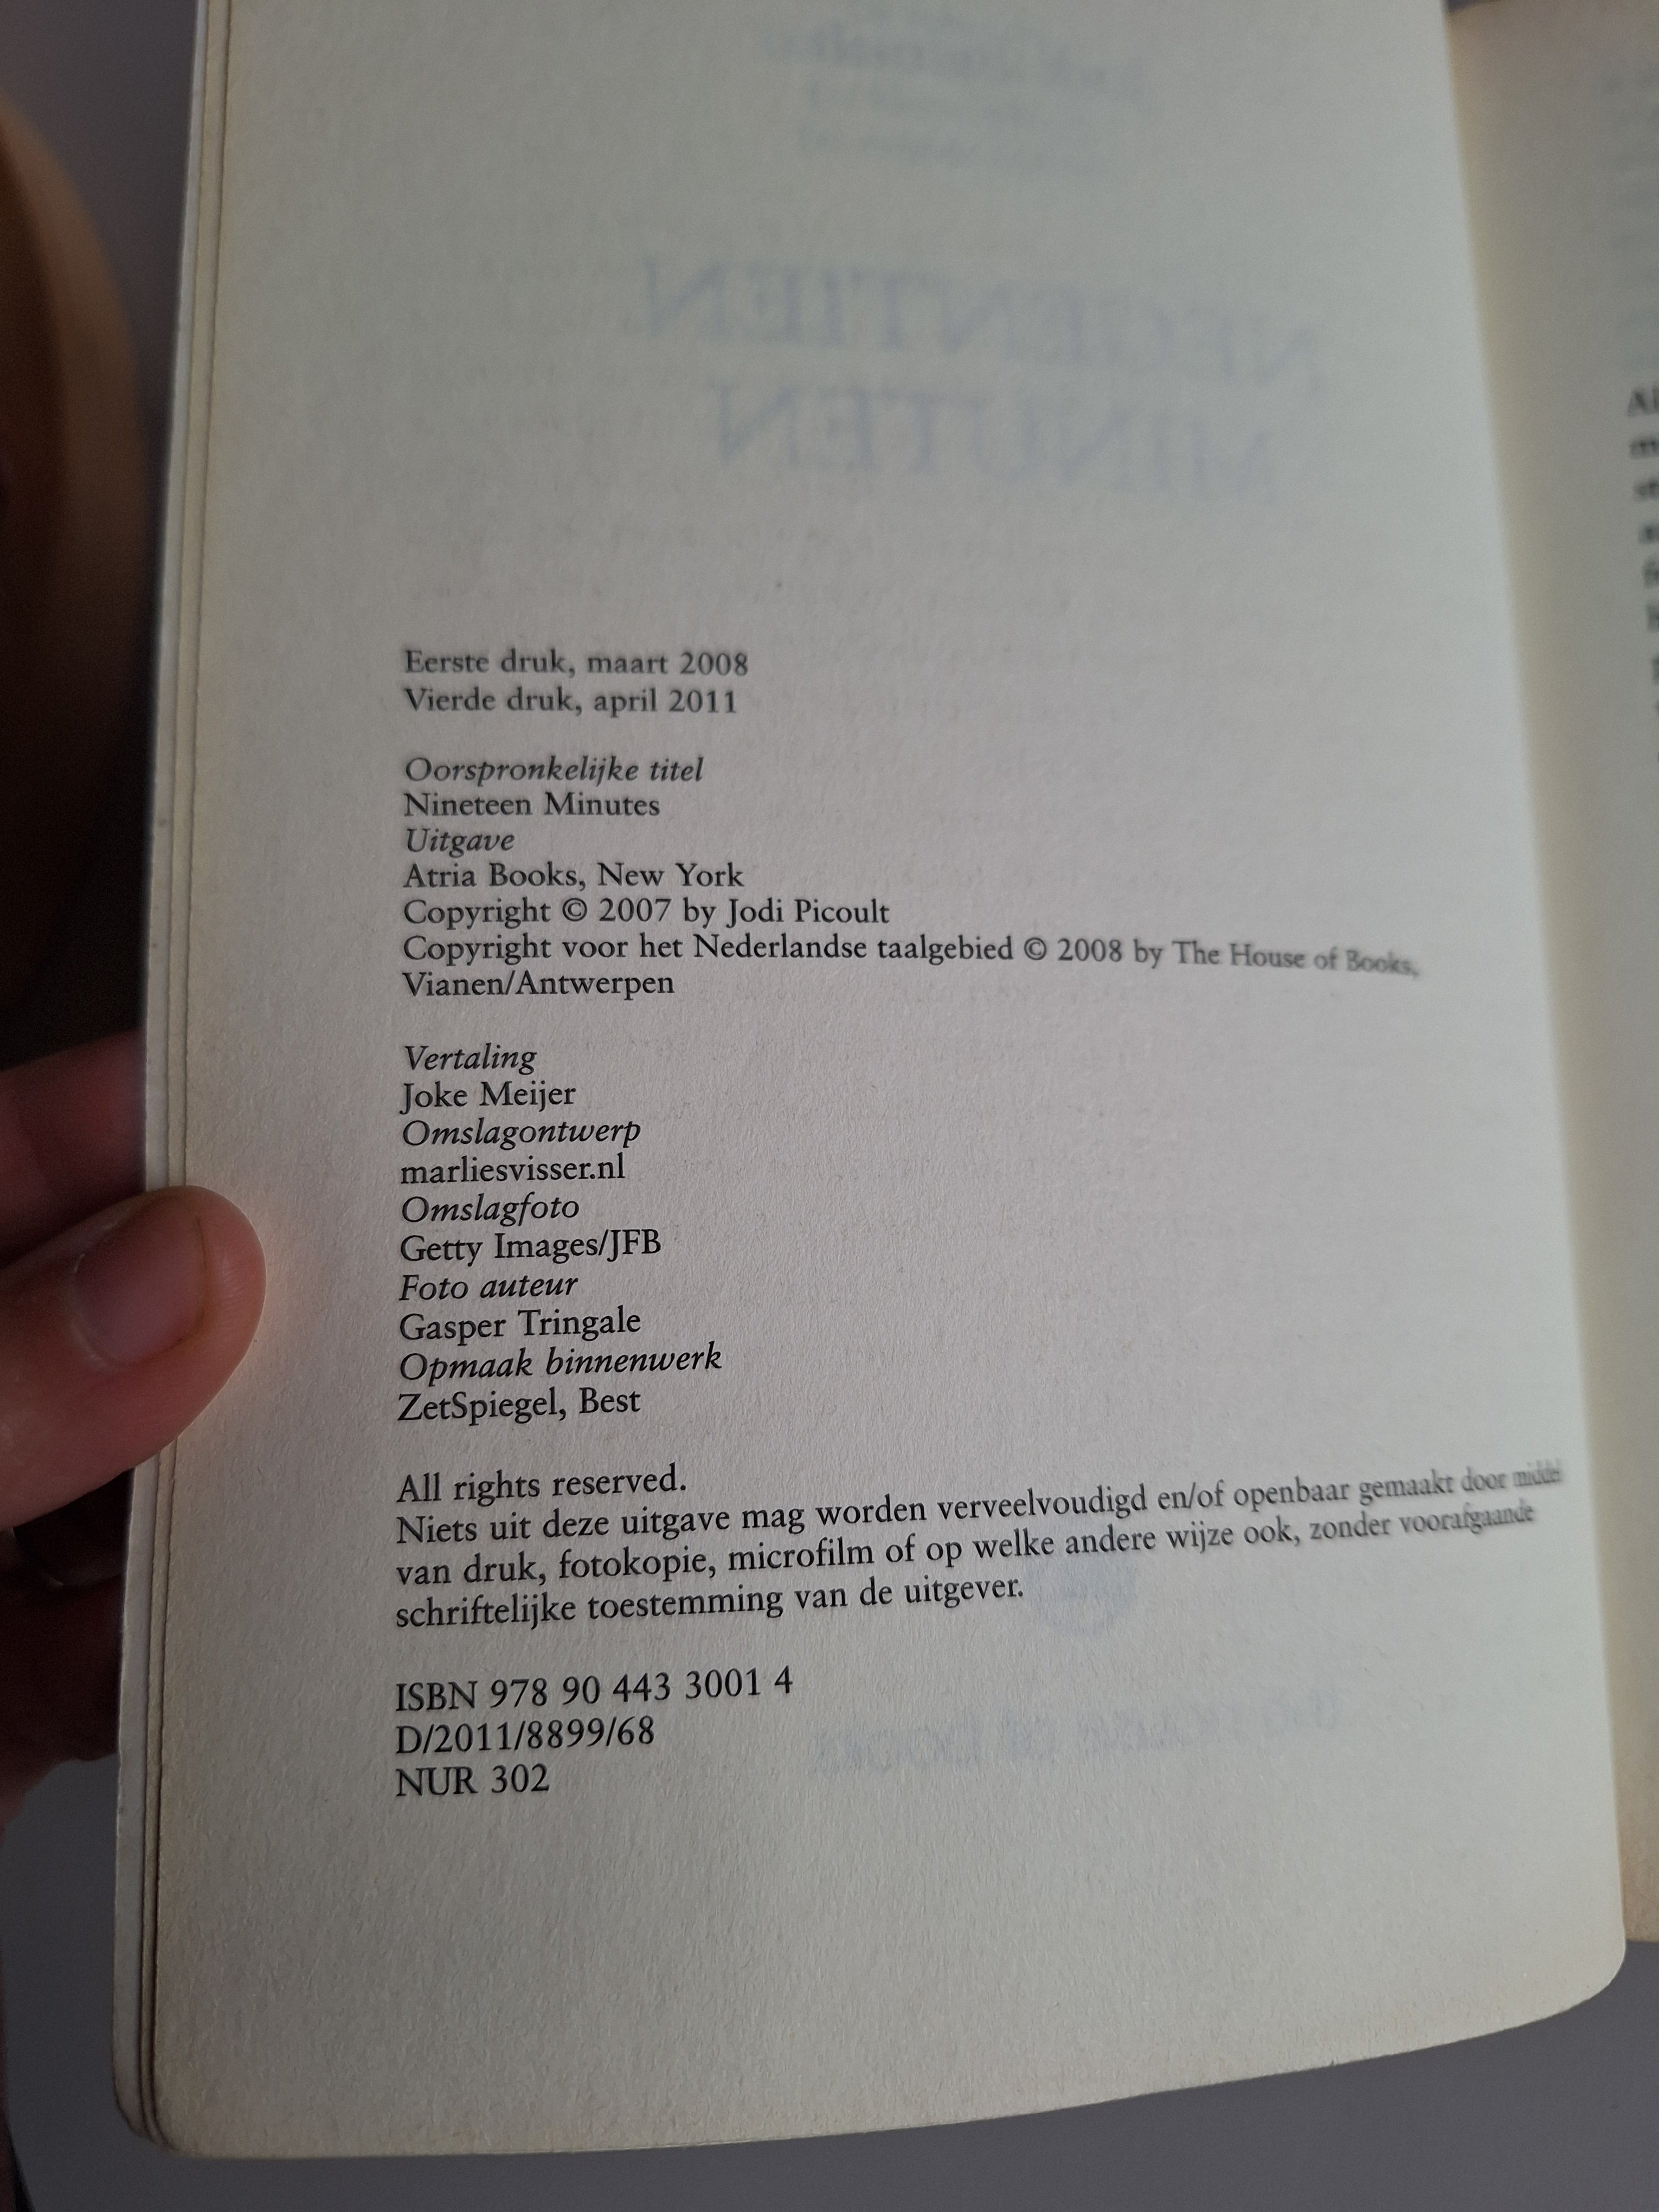 NEGENTIEN
MINUTEN
Eerste druk, maart 2008
Vierde druk, april 2011
Oorspronkelijke titel
Nineteen Minutes
Uitgave
Atria Books, New York
Copyright © 2007 by Jodi Picoult
Copyright voor het Nederlandse taalgebied © 2008 by The House of Books,
Vianen/Antwerpen
Vertaling
Joke Meijer
Omslagontwerp
marliesvisser.nl
Omslagfoto
Getty Images/JFB
Foto auteur
Gasper Tringale
Opmaak binnenwerk
ZetSpiegel, Best
All rights reserved.
Niets uit deze uitgave mag worden verveelvoudigd en/of openbaar gemaakt door middel
van druk, fotokopie, microfilm of op welke andere wijze ook, zonder voorafgaande
schriftelijke toestemming van de uitgever.
ISBN 978 90 443 3001 4
D/2011/8899/68
NUR 302